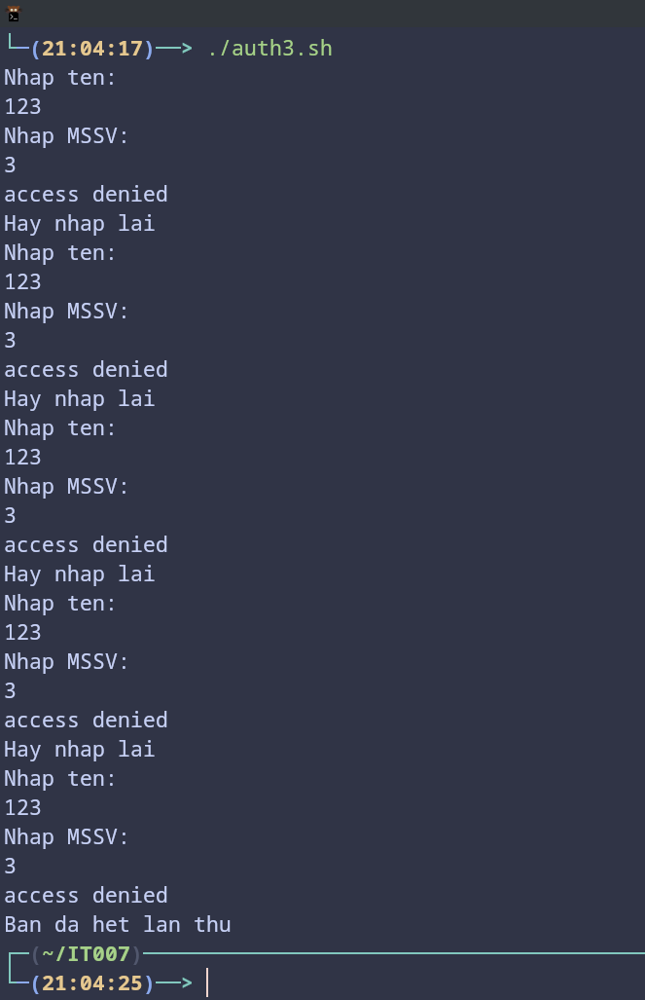 (21:04:17) > ./auth3.sh
Nhap ten:
123
Nhap MSSV:
3
access denied
Hay nhap lai
Nhap ten:
123
Nhap MSSV:
3
access denied
Hay nhap lai
Nhap ten:
123
Nhap MSSV:
3
access denied
Hay nhap lai
Nhap ten:
123
Nhap MSSV:
3
access denied
Hay nhap lai
Nhap ten:
123
Nhap MSSV:
3
access denied
Ban da het lan thu
(~/IT007)
(21:04:25) >